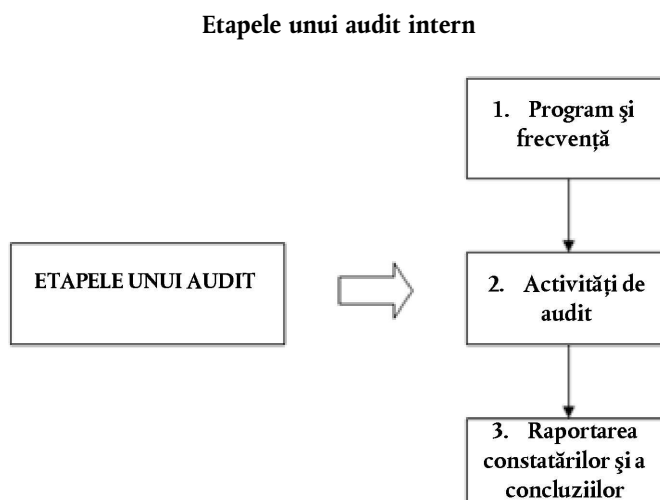 Etapele unui audit intern
1. Program şi
frecvenţă
ETAPELE UNUI AUDIT
2. Activităţi de
audit
3. Raportarea
constatărilor şi a
concluziilor